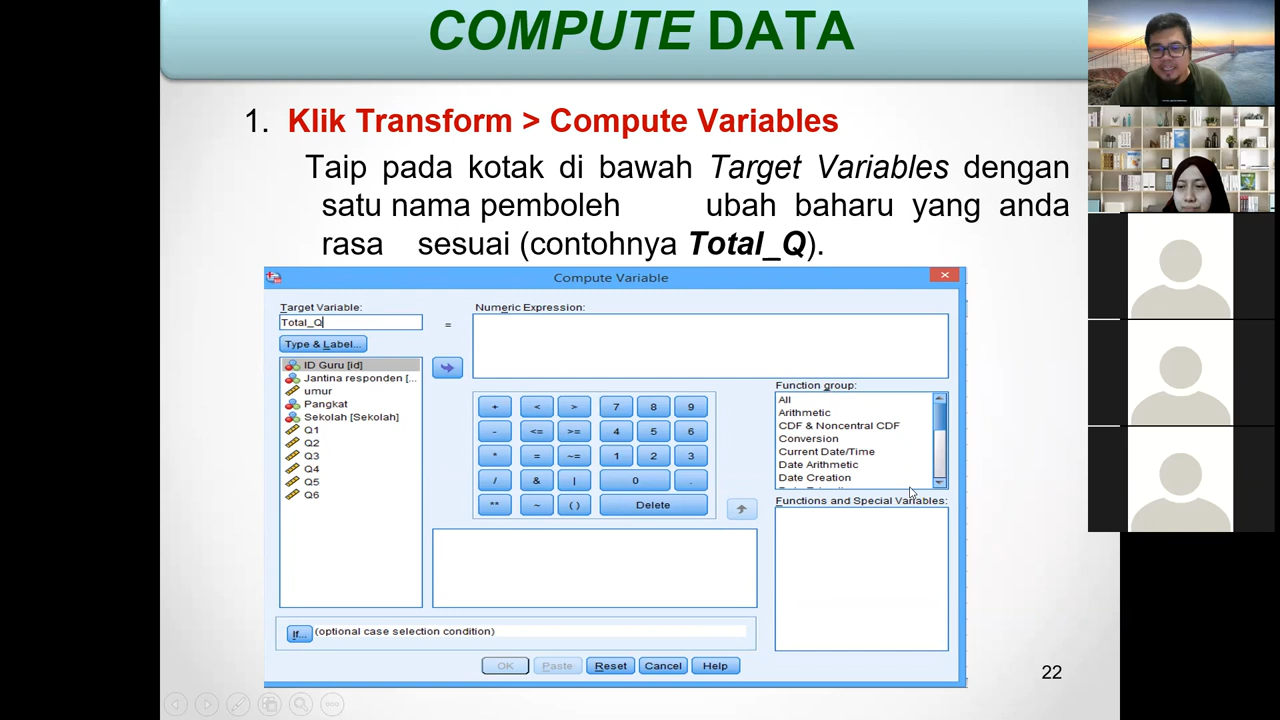 COMPUTE DATA
1. Klik Transform > Compute Variables
Taip pada kotak di bawah Target Variables dengan
satu nama pemboleh ubah baharu yang anda
rasa sesuai (contohnya Total_Q).
Compute Variable
Target Variable:
Total_Q
=
Numeric Expression:
Type & Label...
ID Guru [id]
Jantina responden [...
umur
Pangkat
Sekolah [Sekolah]
Q1
Q2
Q3
Q4
Q5
Q6
+ < > 7 8 9
- <= >= 4 5 6
* = ~= 1 2 3
/ & | 0 .
** ~ ( ) Delete
Function group:
All
Arithmetic
CDF & Noncentral CDF
Conversion
Current Date/Time
Date Arithmetic
Date Creation
Functions and Special Variables:
If... (optional case selection condition)
OK Paste Reset Cancel Help
22